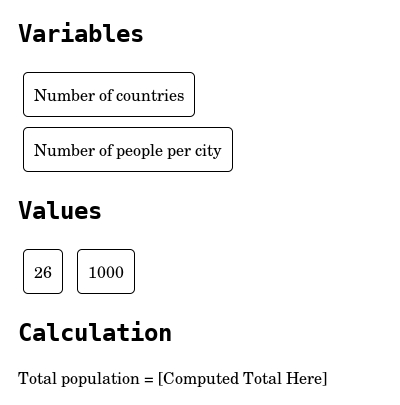 Variables
Number of countries
Number of people per city
Values
26 1000
Calculation
Total population = [Computed Total Here]